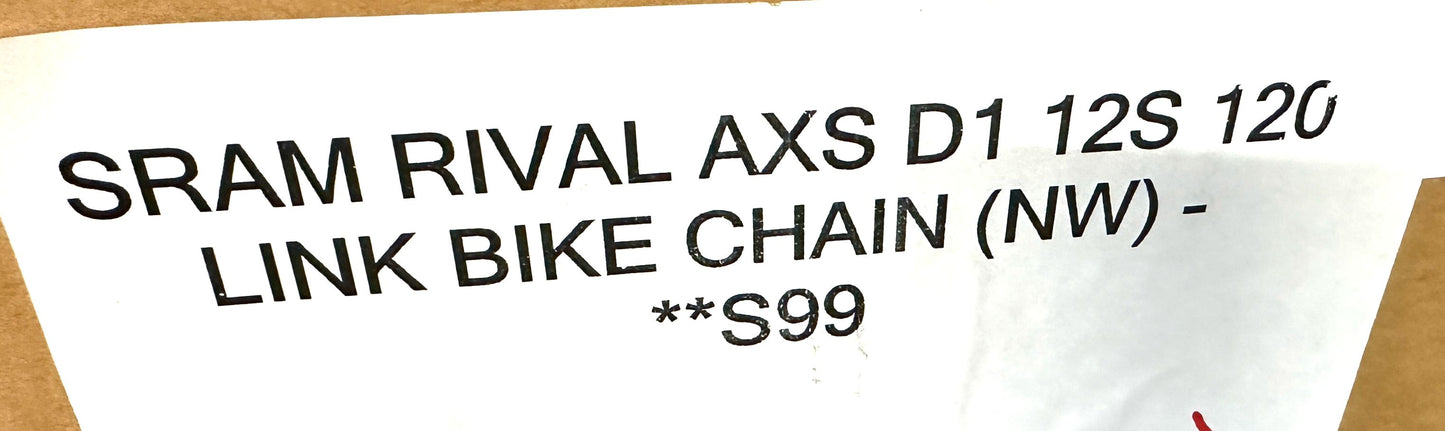 SRAM RIVAL AXS D1 12S 120
LINK BIKE CHAIN (NW) -
**S99